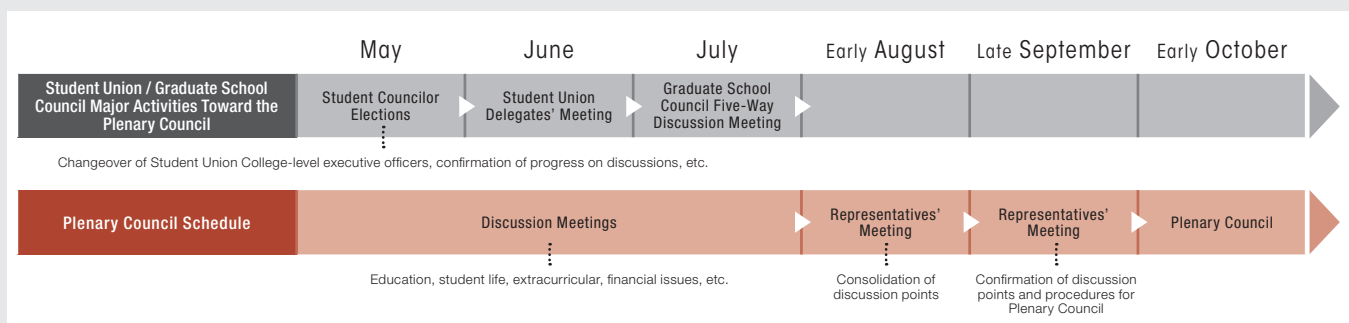 May June July Early August Late September Early October
Student Union / Graduate School
Council Major Activities Toward the
Plenary Council
Student Councilor
Elections
Student Union
Delegates' Meeting
Graduate School
Council Five-Way
Discussion Meeting
Changeover of Student Union College-level executive officers, confirmation of progress on discussions, etc.
Plenary Council Schedule
Discussion Meetings
Representatives'
Meeting
Representatives'
Meeting
Plenary Council
Education, student life, extracurricular, financial issues, etc.
Consolidation of
discussion points
Confirmation of discussion
points and procedures for
Plenary Council